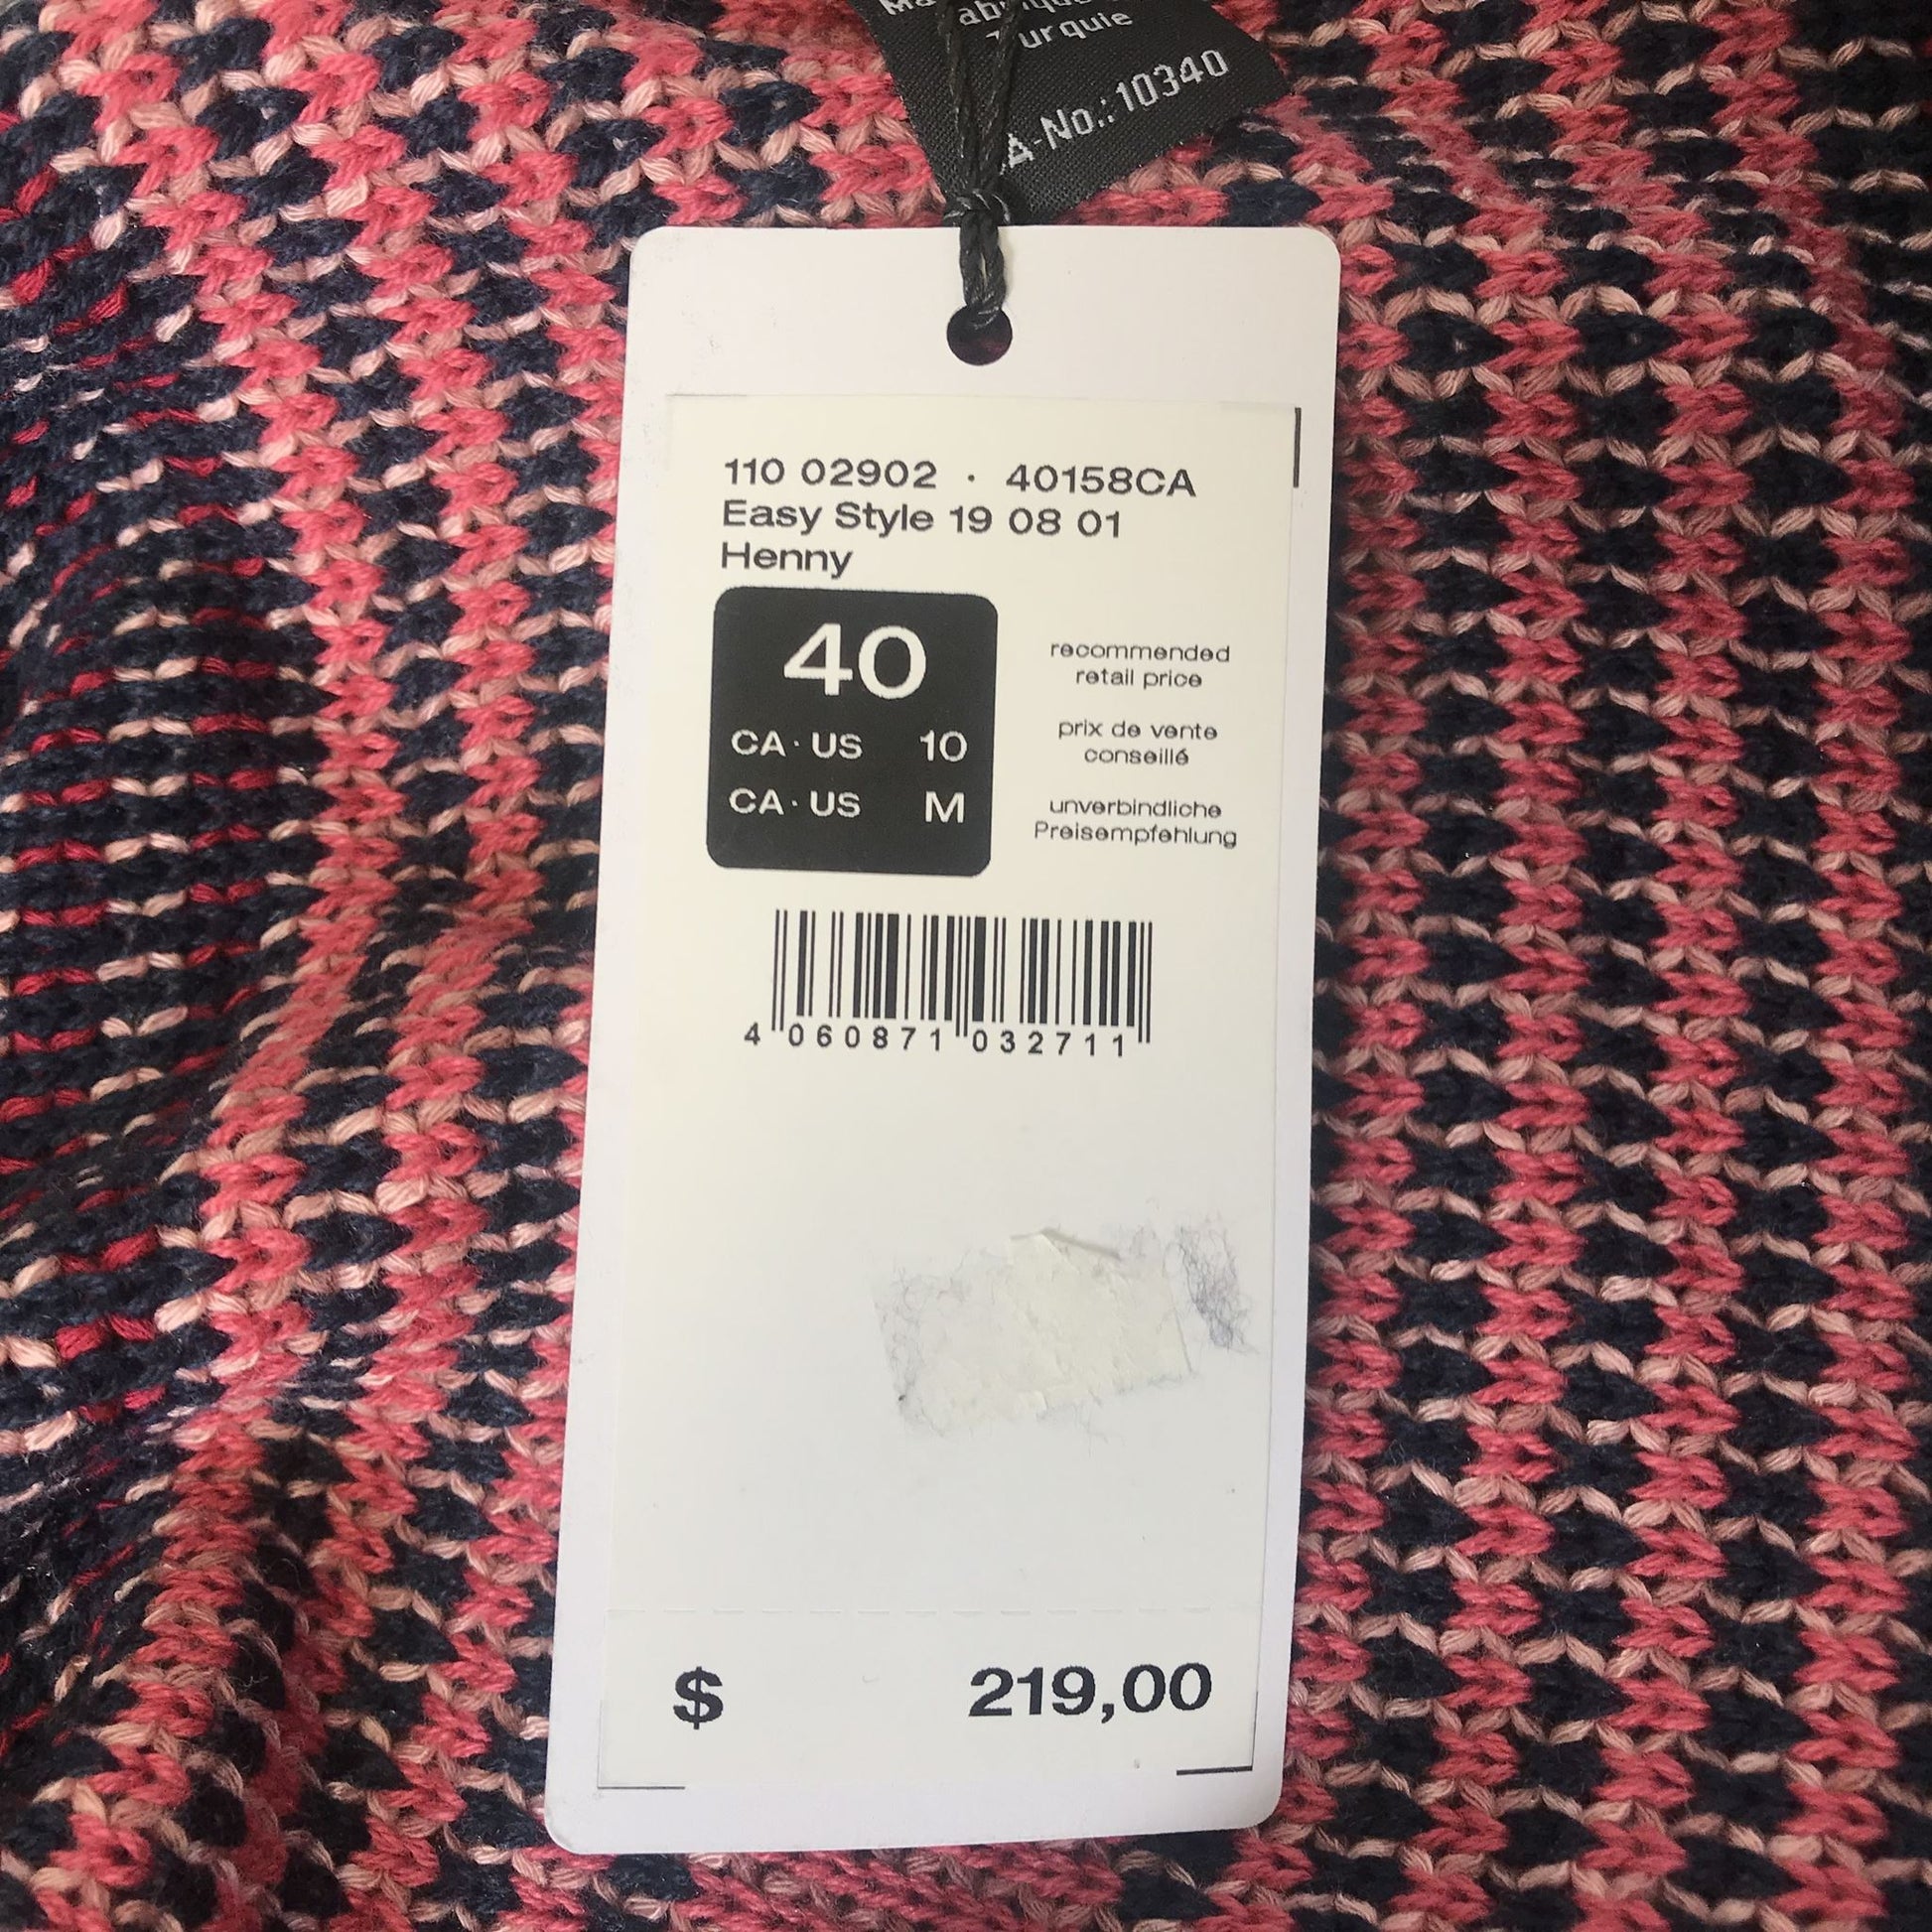 Turquie
CA-No.: 10340
110 02902 · 40158CA
Easy Style 19 08 01
Henny
40
CA · US 10
CA · US M
recommended
retail price
prix de vente
conseillé
unverbindliche
Preisempfehlung
4 060871 032711
$ 219,00